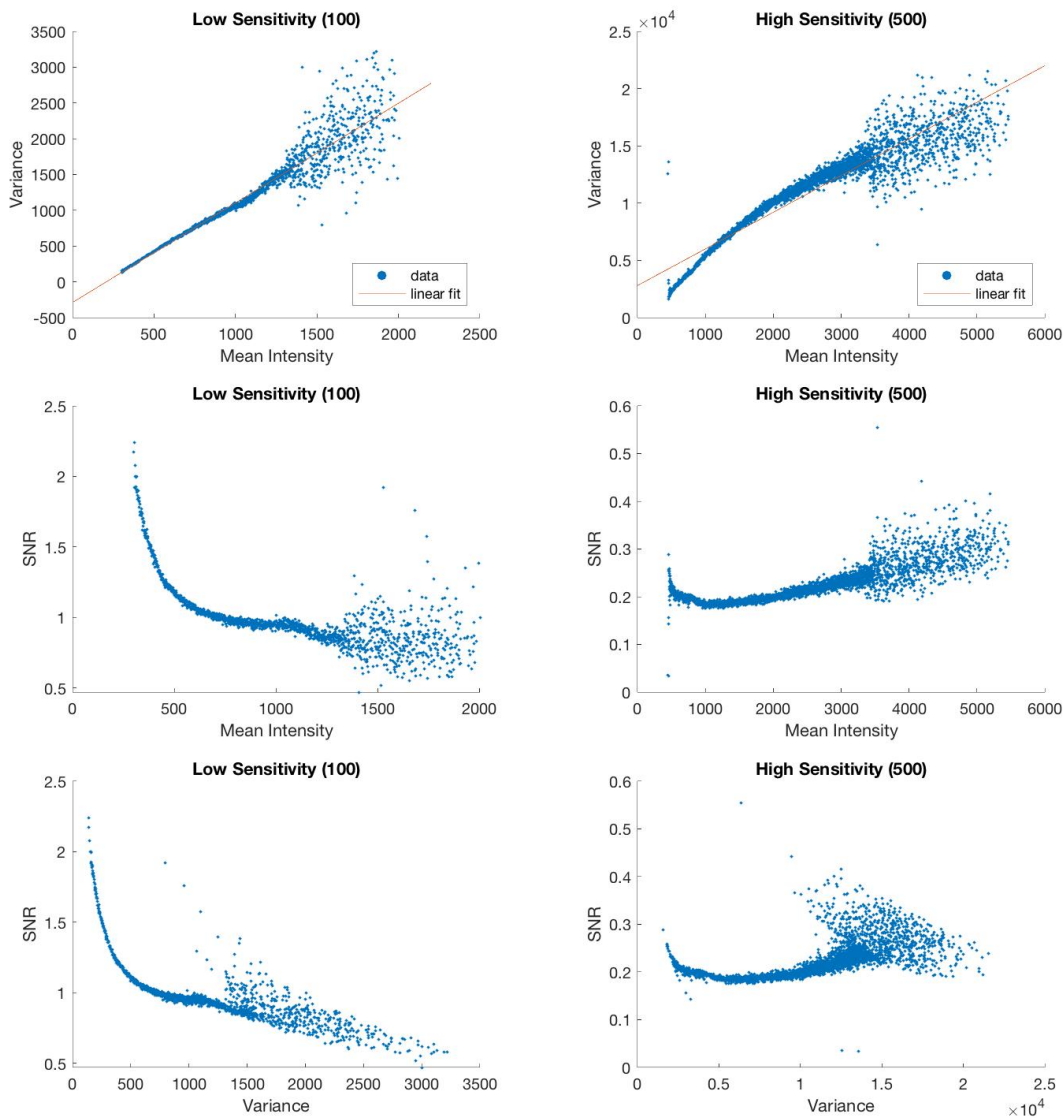 Low Sensitivity (100)
3500
3000
2500
2000
1500
1000
500
0
-500
Variance
0 500 1000 1500 2000 2500
Mean Intensity
data
linear fit
High Sensitivity (500)
×10⁴
2.5
2
1.5
1
0.5
0
Variance
0 1000 2000 3000 4000 5000 6000
Mean Intensity
Low Sensitivity (100)
2.5
2
1.5
1
0.5
SNR
0 500 1000 1500 2000
Mean Intensity
High Sensitivity (500)
0.6
0.5
0.4
0.3
0.2
0.1
0
SNR
0 1000 2000 3000 4000 5000 6000
Mean Intensity
Low Sensitivity (100)
2.5
2
1.5
1
0.5
SNR
0 500 1000 1500 2000 2500 3000 3500
Variance
High Sensitivity (500)
0.6
0.5
0.4
0.3
0.2
0.1
0
SNR
0 0.5 1 1.5 2 2.5
Variance
×10⁴